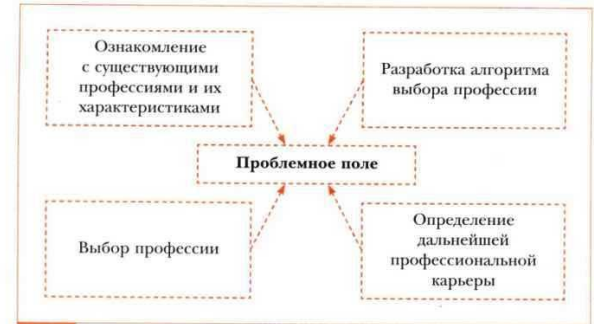 Ознакомление
с существующими
профессиями и их
характеристиками
Разработка алгоритма
выбора профессии
Проблемное поле
Выбор профессии
Определение
дальнейшей
профессиональной
карьеры